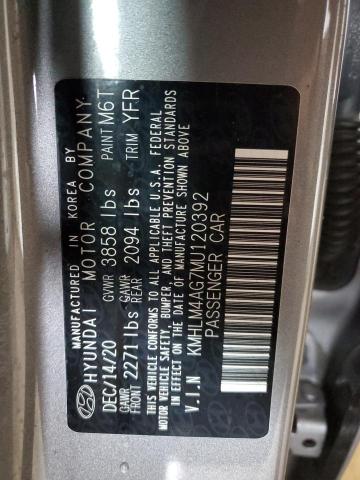 MANUFACTURED IN KOREA BY
HYUNDAI MOTOR COMPANY
DEC/14/20 GVWR 3858 lbs PAINT M6T
GAWR FRONT 2271 lbs GAWR REAR 2094 lbs TRIM YFR
THIS VEHICLE CONFORMS TO ALL APPLICABLE U.S.A. FEDERAL
MOTOR VEHICLE SAFETY, BUMPER, AND THEFT PREVENTION STANDARDS
IN EFFECT ON THE DATE OF MANUFACTURE SHOWN ABOVE
V.I.N KMHLM4AG7MU120392
PASSENGER CAR